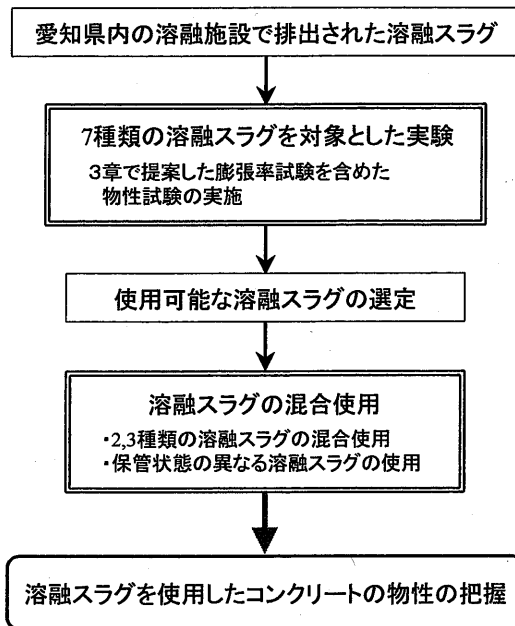 愛知県内の溶融施設で排出された溶融スラグ
7種類の溶融スラグを対象とした実験
3章で提案した膨張率試験を含めた
物性試験の実施
使用可能な溶融スラグの選定
溶融スラグの混合使用
・2,3種類の溶融スラグの混合使用
・保管状態の異なる溶融スラグの使用
溶融スラグを使用したコンクリートの物性の把握